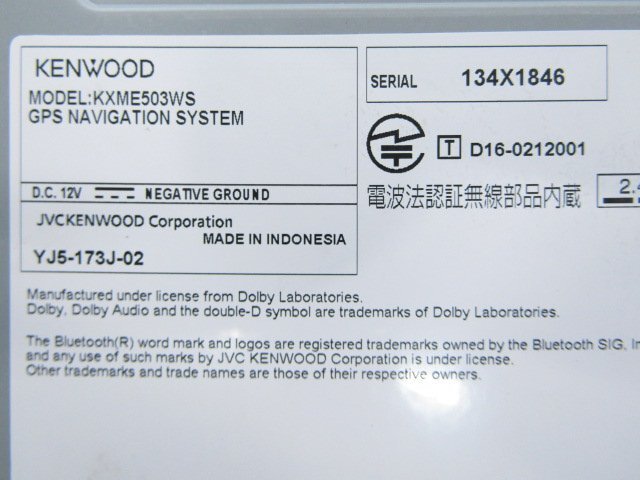 KENWOOD
MODEL:KXME503WS
GPS NAVIGATION SYSTEM
D.C. 12V NEGATIVE GROUND
JVCKENWOOD Corporation
MADE IN INDONESIA
YJ5-173J-02
SERIAL 134X1846
T D16-0212001
電波法認証無線部品内蔵
Manufactured under license from Dolby Laboratories.
Dolby, Dolby Audio and the double-D symbol are trademarks of Dolby Laboratories.
The Bluetooth(R) word mark and logos are registered trademarks owned by the Bluetooth SIG,
and any use of such marks by JVC KENWOOD Corporation is under license.
Other trademarks and trade names are those of their respective owners.